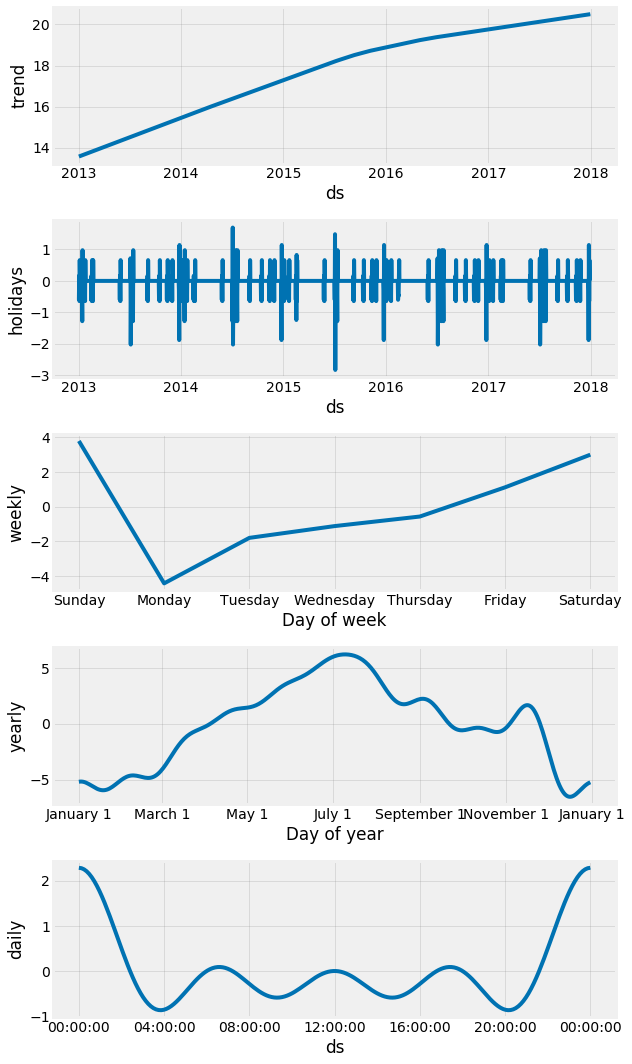 trend
20
18
16
14
2013 2014 2015 2016 2017 2018
ds
holidays
1
0
−1
−2
−3
2013 2014 2015 2016 2017 2018
ds
weekly
4
2
0
−2
−4
Sunday Monday Tuesday Wednesday Thursday Friday Saturday
Day of week
yearly
5
0
−5
January 1 March 1 May 1 July 1 September 1 November 1 January 1
Day of year
daily
2
1
0
−1
00:00:00 04:00:00 08:00:00 12:00:00 16:00:00 20:00:00 00:00:00
ds